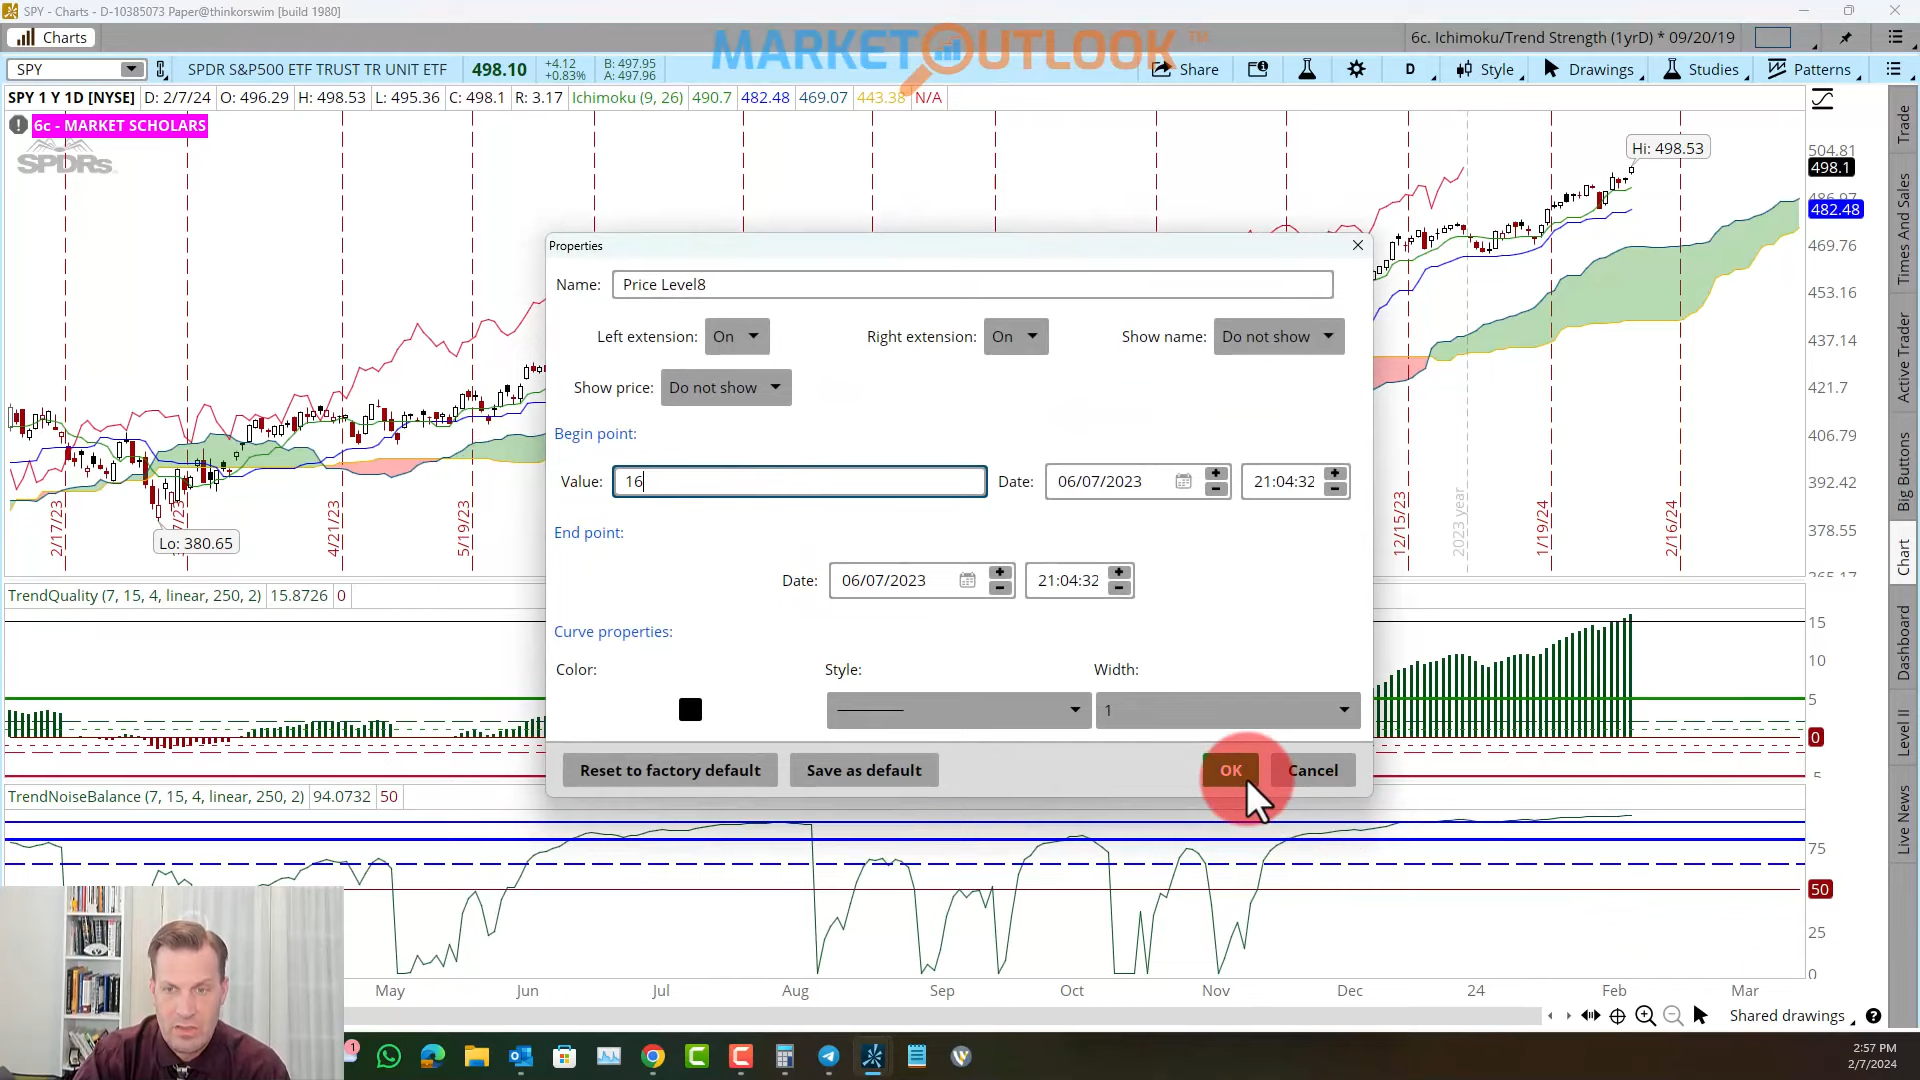 SPY - Charts - D-10385073 Paper@thinkorswim [build 1980]
Charts
6c. Ichimoku/Trend Strength (1yrD) * 09/20/19
MARKET OUTLOOK™
SPY
SPDR S&P500 ETF TRUST TR UNIT ETF
498.10
+4.12
+0.83%
B: 497.95
A: 497.96
Share
D
Style
Drawings
Studies
Patterns
SPY 1 Y 1D [NYSE] D: 2/7/24 O: 496.29 H: 498.53 L: 495.36 C: 498.1 R: 3.17 Ichimoku (9, 26) 490.7 482.48 469.07 443.38 N/A
6c - MARKET SCHOLARS
SPDRs
Hi: 498.53
504.81
498.1
482.48
469.76
453.16
437.14
421.7
406.79
392.42
378.55
Lo: 380.65
2/17/23
4/21/23
5/19/23
12/15/23
2023 year
1/19/24
2/16/24
Properties
Name: Price Level8
Left extension: On
Right extension: On
Show name: Do not show
Show price: Do not show
Begin point:
Value: 16
Date: 06/07/2023 21:04:32
End point:
Date: 06/07/2023 21:04:32
Curve properties:
Color:
Style:
Width:
1
Reset to factory default
Save as default
OK
Cancel
TrendQuality (7, 15, 4, linear, 250, 2) 15.8726 0
15
10
5
0
TrendNoiseBalance (7, 15, 4, linear, 250, 2) 94.0732 50
75
50
25
0
May Jun Jul Aug Sep Oct Nov Dec 24 Feb Mar
Shared drawings
Trade
Times And Sales
Active Trader
Big Buttons
Chart
Dashboard
Level II
Live News
1
2:57 PM
2/7/2024